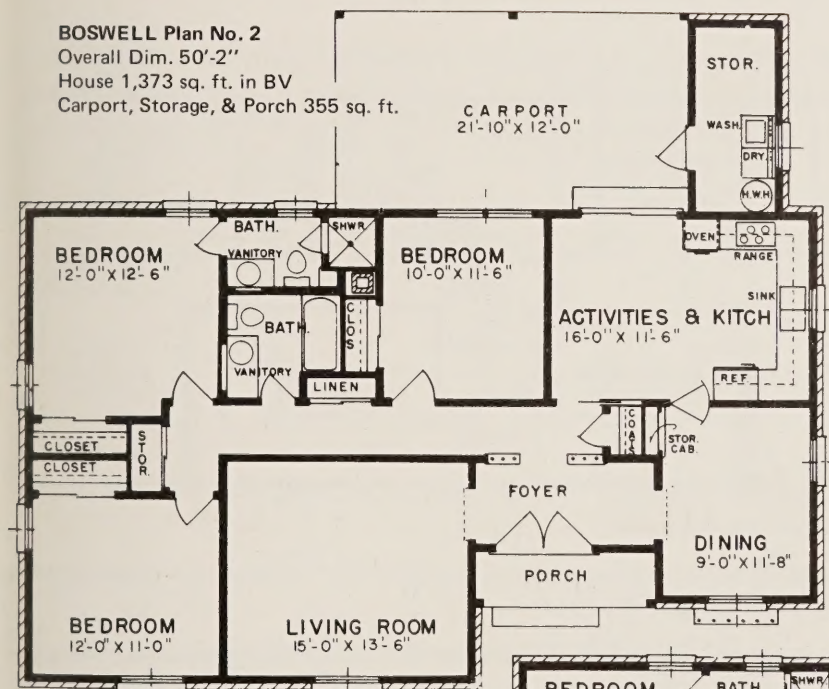 BOSWELL Plan No. 2
Overall Dim. 50'-2"
House 1,373 sq. ft. in BV
Carport, Storage, & Porch 355 sq. ft.
STOR.
CARPORT
21'-10" X 12'-0"
WASH.
DRY.
H.W.H
BEDROOM
12'-0" X 12'-6"
BATH.
VANITORY
SHWR
BEDROOM
10'-0" X 11'-6"
OVEN
RANGE
SINK
ACTIVITIES & KITCH
16'-0" X 11'-6"
REF
BATH.
VANITORY
CLOS
LINEN
CLOSET
CLOSET
STOR.
COATS
STOR.
CAB.
FOYER
DINING
9'-0" X 11'-8"
PORCH
BEDROOM
12'-0" X 11'-0"
LIVING ROOM
15'-0" X 13'-6"
BEDROOM
BATH
SHWR